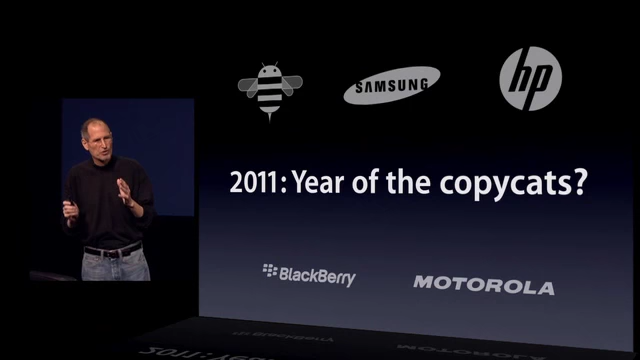 SAMSUNG
hp
2011: Year of the copycats?
BlackBerry
MOTOROLA